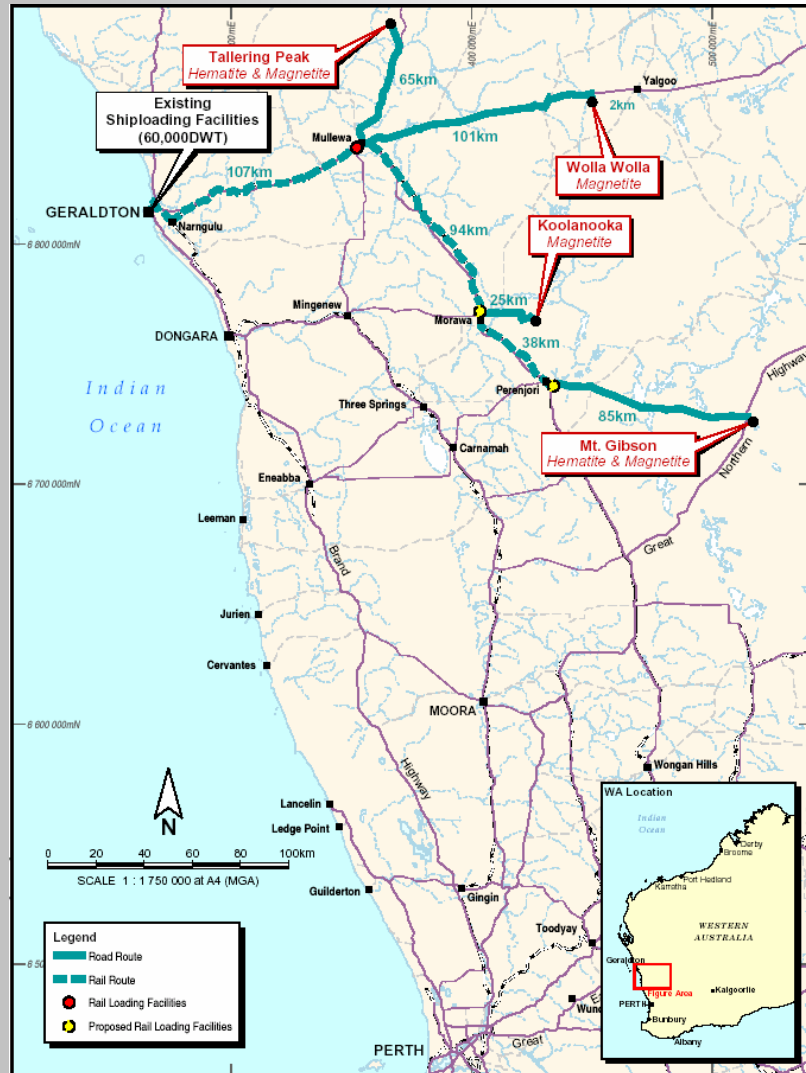 000mE
400 000mE
500 000mE
Tallering Peak
Hematite & Magnetite
65km
Yalgoo
Existing
Shiploading Facilities
(60,000DWT)
2km
101km
Mullewa
107km
Wolla Wolla
Magnetite
GERALDTON
Narngulu
94km
Koolanooka
Magnetite
6 800 000mN
25km
Mingenew
Morawa
DONGARA
38km
Highway
Indian
Ocean
Perenjori
Three Springs
85km
Carnamah
Mt. Gibson
Hematite & Magnetite
Northern
Eneabba
6 700 000mN
Leeman
Great
Brand
Jurien
Cervantes
MOORA
6 600 000mN
Wongan Hills
Highway
N
Lancelin
Ledge Point
0 20 40 60 80 100km
SCALE 1 : 1 750 000 at A4 (MGA)
Guilderton
Gingin
Toodyay
6 50
Wund
Great
E
PERTH
Legend
Road Route
Rail Route
Rail Loading Facilities
Proposed Rail Loading Facilities
WA Location
Indian
Ocean
Derby
Broome
Port Hedland
Karratha
WESTERN
AUSTRALIA
Geraldton
Figure Area
Kalgoorlie
PERTH
Bunbury
Albany